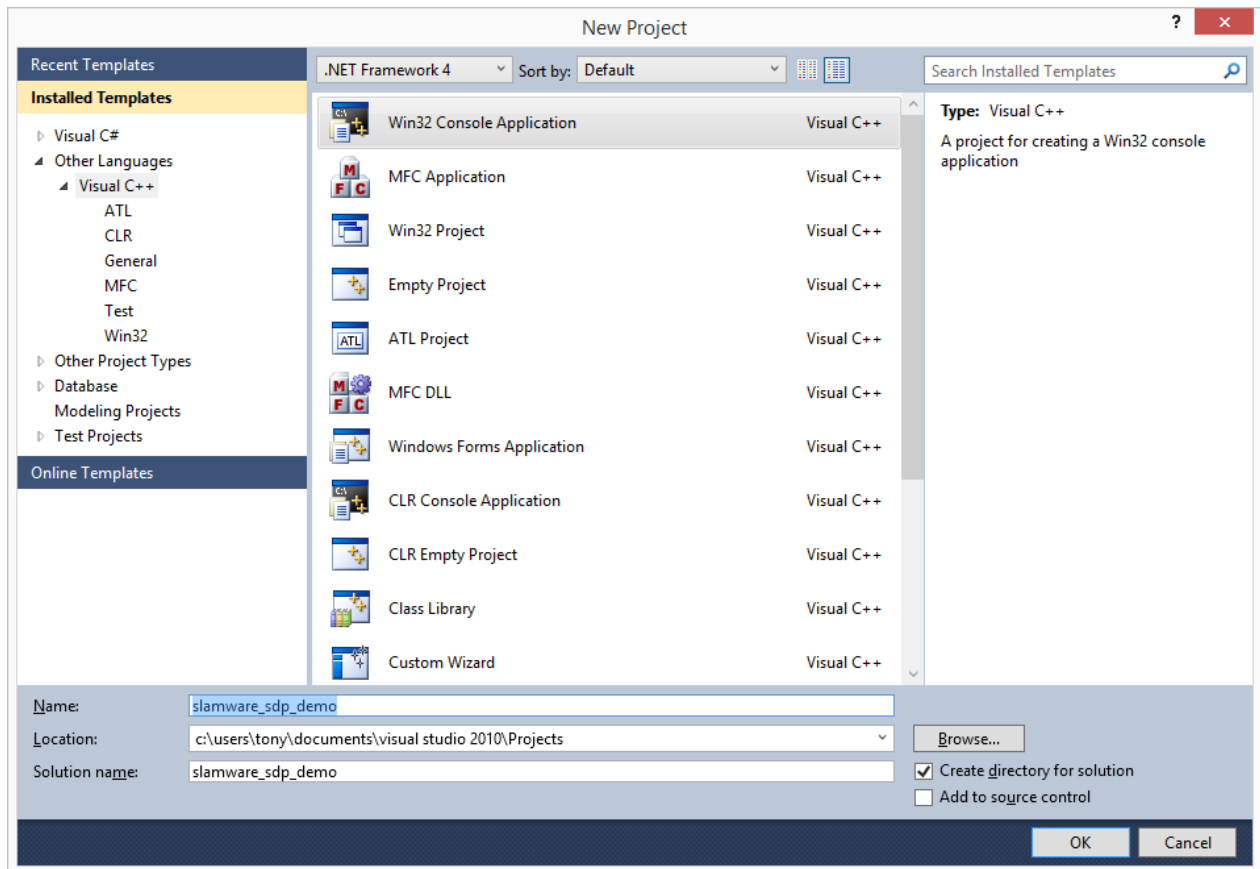 New Project
?
Recent Templates
Installed Templates
Visual C#
Other Languages
Visual C++
ATL
CLR
General
MFC
Test
Win32
Other Project Types
Database
Modeling Projects
Test Projects
Online Templates
.NET Framework 4 Sort by: Default
Win32 Console Application Visual C++
MFC Application Visual C++
Win32 Project Visual C++
Empty Project Visual C++
ATL Project Visual C++
MFC DLL Visual C++
Windows Forms Application Visual C++
CLR Console Application Visual C++
CLR Empty Project Visual C++
Class Library Visual C++
Custom Wizard Visual C++
Search Installed Templates
Type: Visual C++
A project for creating a Win32 console
application
Name: slamware_sdp_demo
Location: c:\users\tony\documents\visual studio 2010\Projects
Browse...
Solution name: slamware_sdp_demo
Create directory for solution
Add to source control
OK Cancel